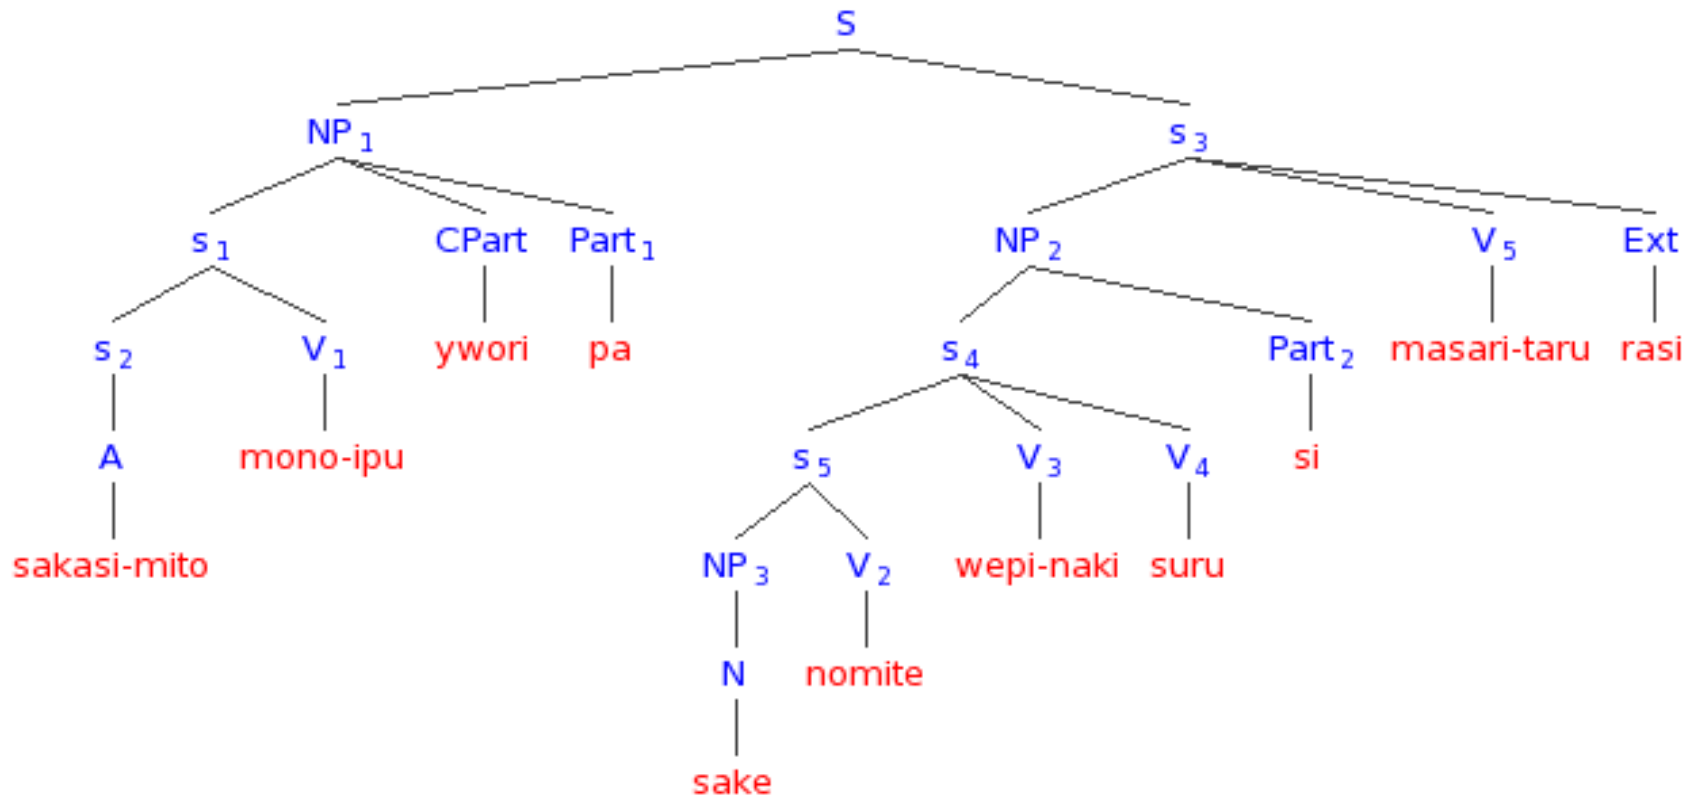 S
NP 1 s 3
s 1 CPart Part 1 NP 2 V 5 Ext
s 2 V 1 ywori pa s 4 Part 2 masari-taru rasi
A mono-ipu s 5 V 3 V 4 si
sakasi-mito NP 3 V 2 wepi-naki suru
N nomite
sake